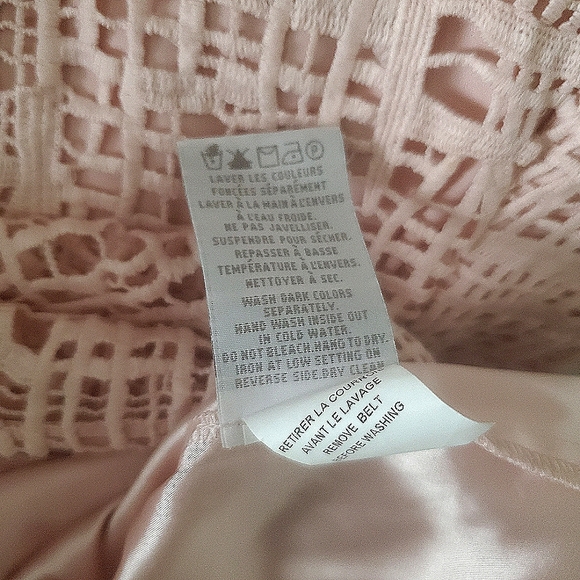 LAVER LES COULEURS
FONCÉES SÉPARÉMENT
LAVER À LA MAIN À L'ENVERS
À L'EAU FROIDE.
NE PAS JAVELLISER.
SUSPENDRE POUR SÉCHER.
REPASSER À BASSE
TEMPÉRATURE À L'ENVERS.
NETTOYER À SEC.
WASH DARK COLORS
SEPARATELY.
HAND WASH INSIDE OUT
IN COLD WATER.
DO NOT BLEACH.HANG TO DRY.
IRON AT LOW SETTING ON
REVERSE SIDE.DRY CLEAN
RETIRER LA
AVANT LE LAVAGE
REMOVE BELT
BEFORE WASHING